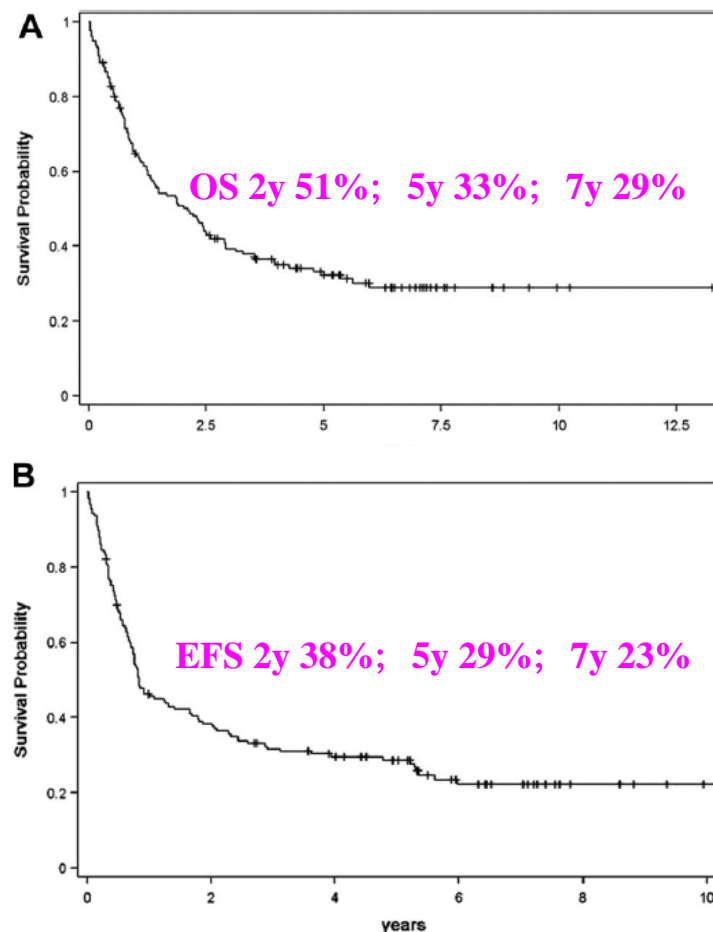 A
1
0.8
0.6
0.4
0.2
0
Survival Probability
OS 2y 51%; 5y 33%; 7y 29%
0 2.5 5 7.5 10 12.5
B
1
0.8
0.6
0.4
0.2
0
Survival Probability
EFS 2y 38%; 5y 29%; 7y 23%
0 2 4 6 8 10
years